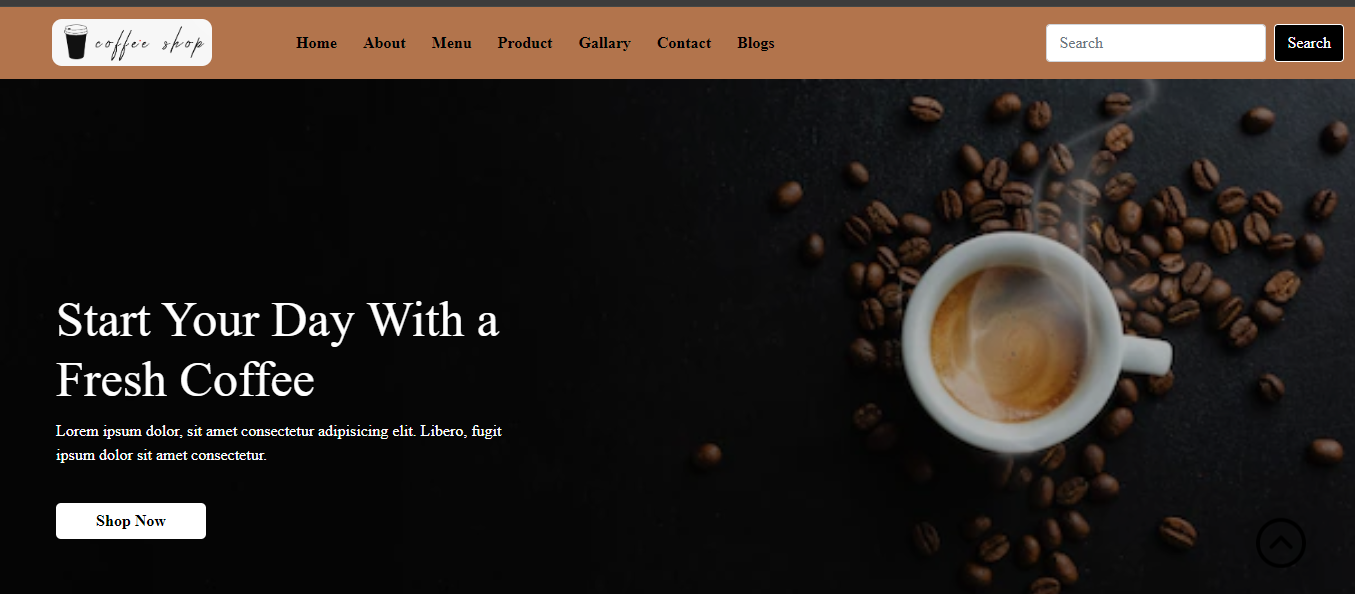 coffee shop
Home About Menu Product Gallary Contact Blogs
Search Search
Start Your Day With a
Fresh Coffee
Lorem ipsum dolor, sit amet consectetur adipisicing elit. Libero, fugit
ipsum dolor sit amet consectetur.
Shop Now